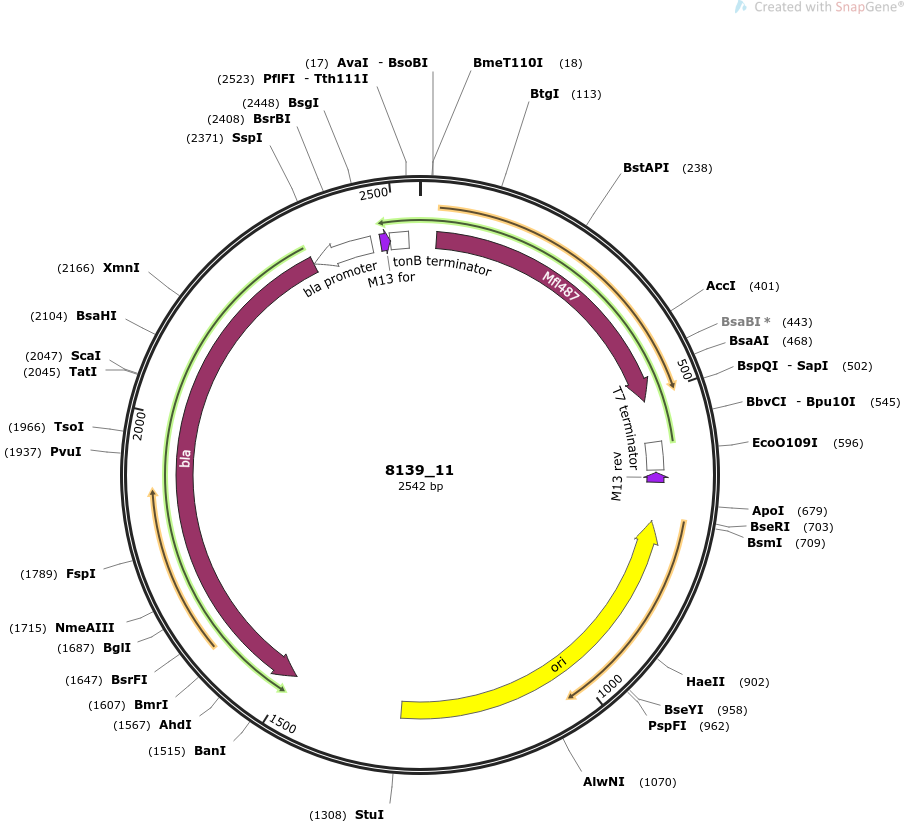 Created with SnapGene®
(17) AvaI - BsoBI
BmeT110I (18)
(2523) PflFI - Tth111I
BtgI (113)
(2448) BsgI
(2408) BsrBI
(2371) SspI
BstAPI (238)
2500
tonB terminator
bla promoter
M13 for
Mfl487
(2166) XmnI
AccI (401)
(2104) BsaHI
BsaBI * (443)
BsaAI (468)
(2047) ScaI
(2045) TatI
500
BspQI - SapI (502)
BbvCI - Bpu10I (545)
2000
(1966) TsoI
T7 terminator
EcoO109I (596)
(1937) PvuI
bla
8139_11
2542 bp
M13 rev
ApoI (679)
BseRI (703)
BsmI (709)
(1789) FspI
(1715) NmeAIII
(1687) BglI
ori
(1647) BsrFI
HaeII (902)
1000
(1607) BmrI
BseYI (958)
(1567) AhdI
PspFI (962)
1500
(1515) BanI
AlwNI (1070)
(1308) StuI